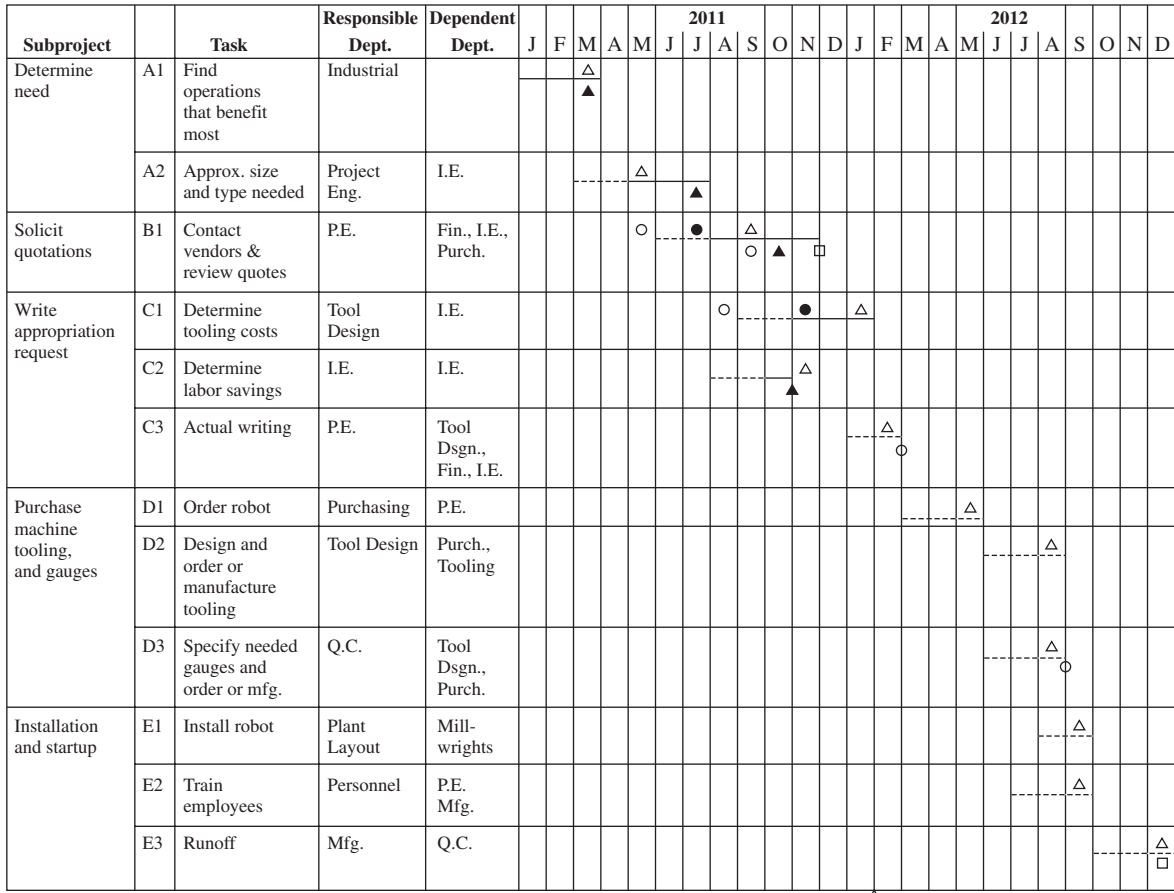 2011 2012
Responsible Dependent
Subproject Task Dept. Dept. J F M A M J J A S O N D J F M A M J J A S O N D
Determine A1 Find Industrial
need operations
that benefit
most
A2 Approx. size Project I.E.
and type needed Eng.
Solicit B1 Contact P.E. Fin., I.E.,
quotations vendors & Purch.
review quotes
Write C1 Determine Tool I.E.
appropriation tooling costs Design
request
C2 Determine I.E. I.E.
labor savings
C3 Actual writing P.E. Tool
Dsgn.,
Fin., I.E.
Purchase D1 Order robot Purchasing P.E.
machine
tooling, D2 Design and Tool Design Purch.,
and gauges order or Tooling
manufacture
tooling
D3 Specify needed Q.C. Tool
gauges and Dsgn.,
order or mfg. Purch.
Installation E1 Install robot Plant Mill-
and startup Layout wrights
E2 Train Personnel P.E.
employees Mfg.
E3 Runoff Mfg. Q.C.